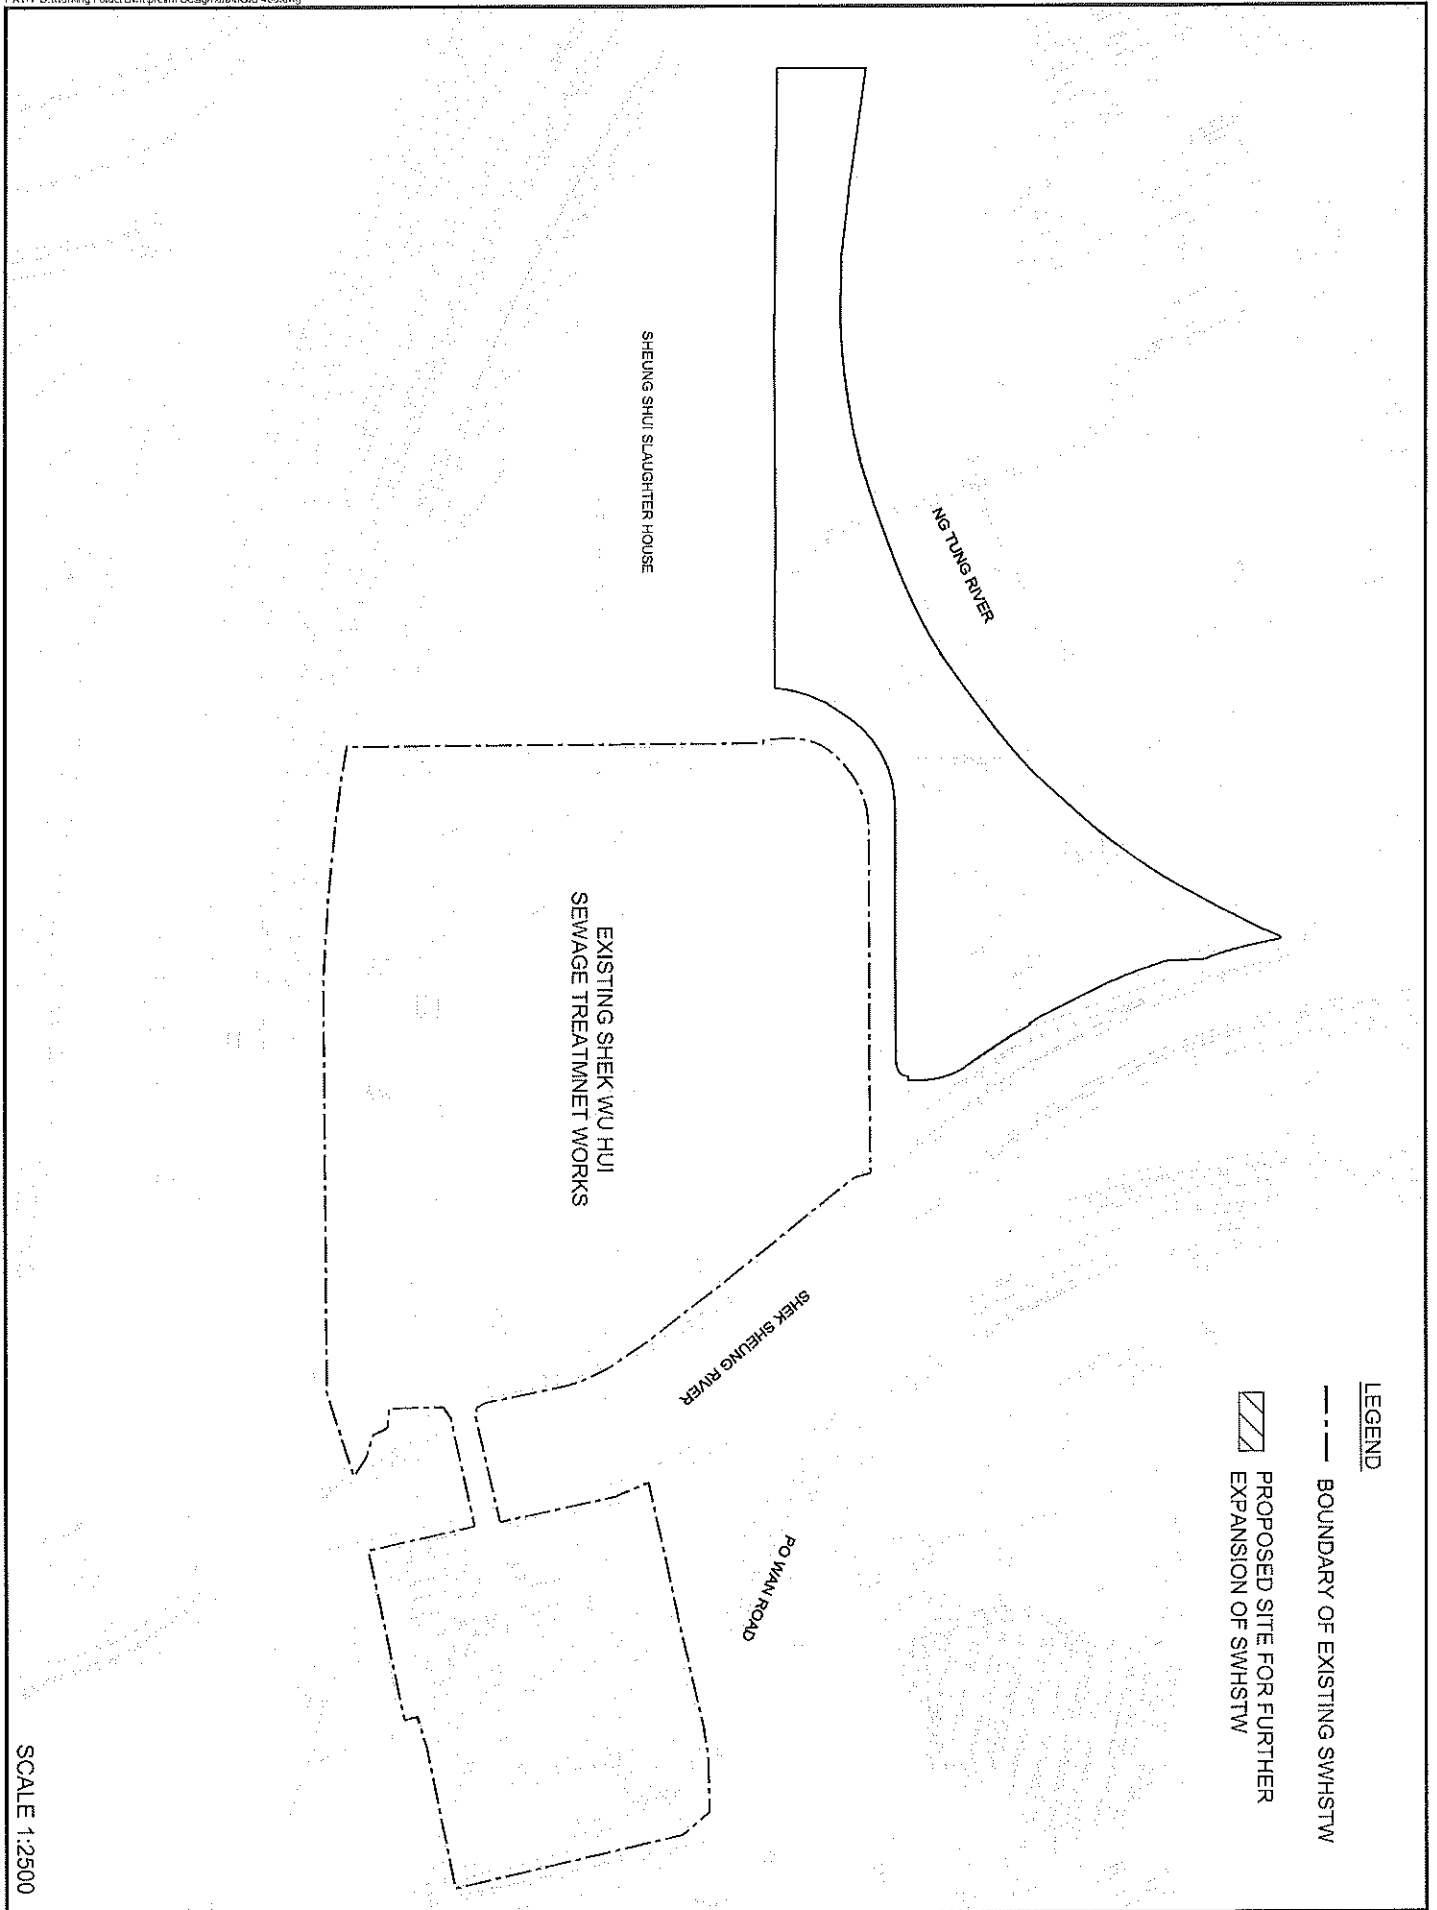 LEGEND
BOUNDARY OF EXISTING SWHSTW
PROPOSED SITE FOR FURTHER
EXPANSION OF SWHSTW
NG TUNG RIVER
SHEUNG SHUI SLAUGHTER HOUSE
EXISTING SHEK WU HUI
SEWAGE TREATMNET WORKS
SHEK SHEUNG RIVER
PO WAN ROAD
SCALE 1:2500